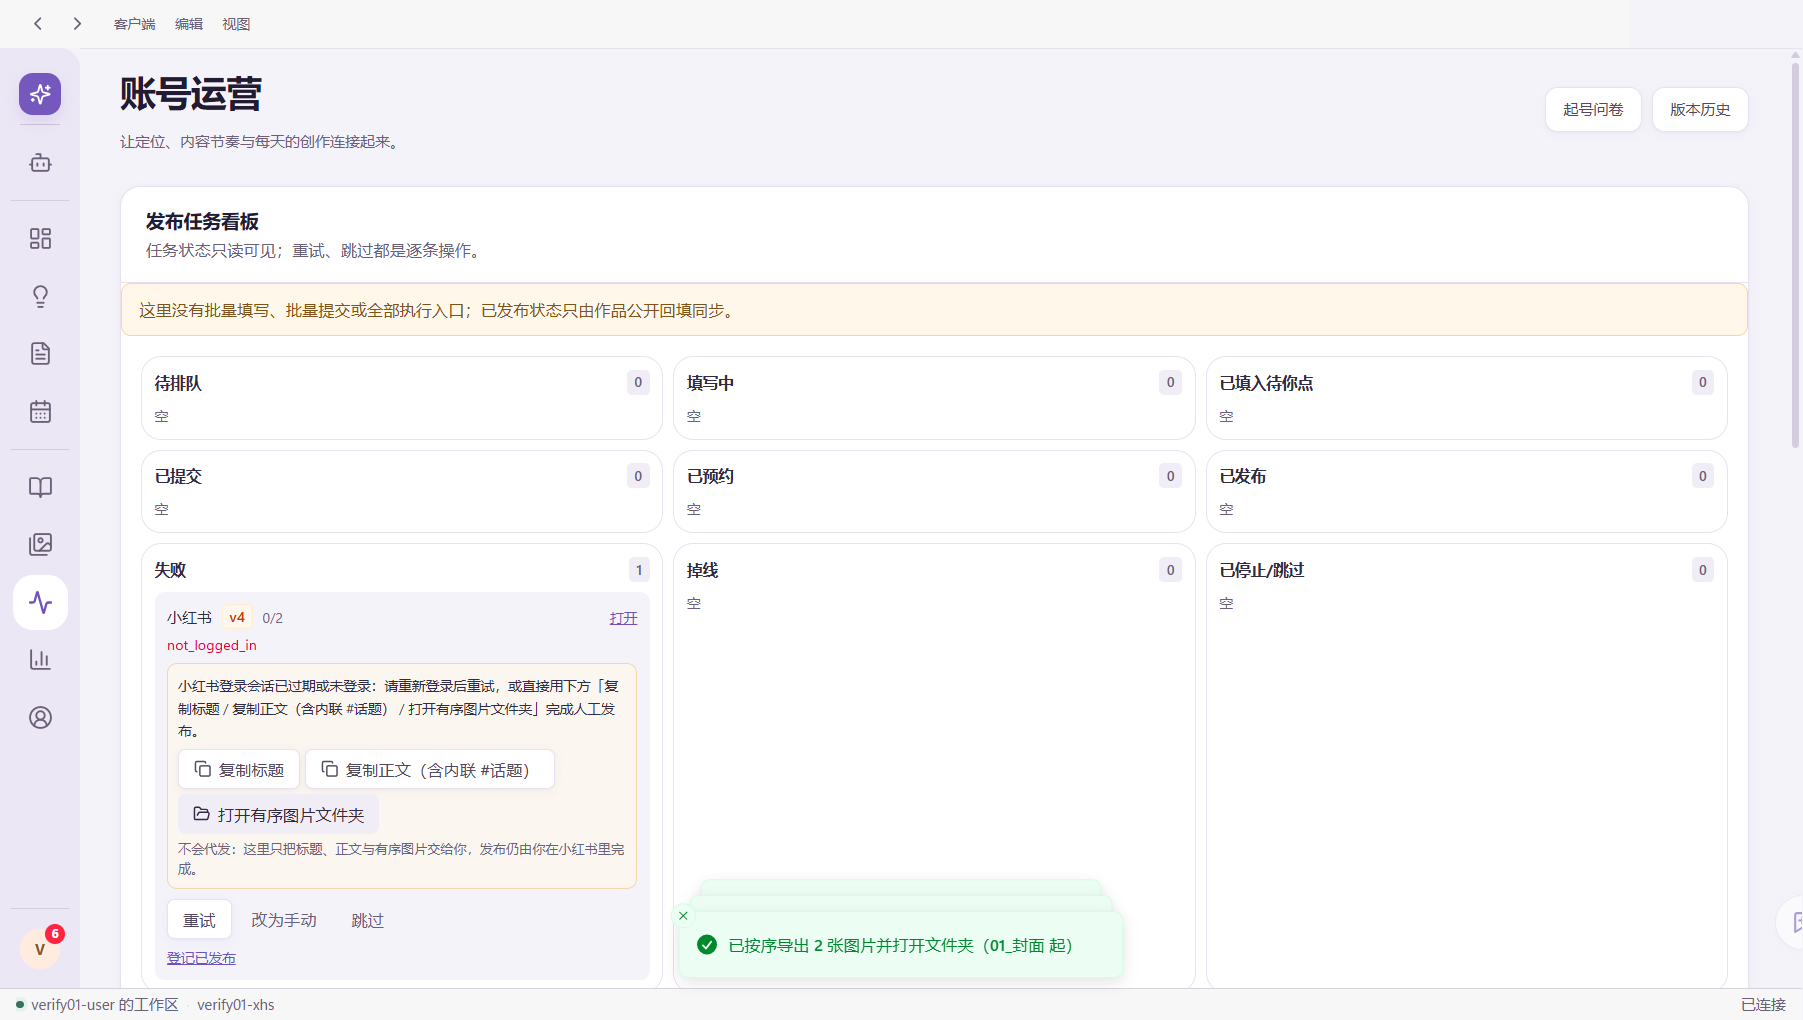 客户端 编辑 视图
账号运营
让定位、内容节奏与每天的创作连接起来。
起号问卷 版本历史
发布任务看板
任务状态只读可见；重试、跳过都是逐条操作。
这里没有批量填写、批量提交或全部执行入口；已发布状态只由作品公开回填同步。
待排队 0
空
填写中 0
空
已填入待你点 0
空
已提交 0
空
已预约 0
空
已发布 0
空
失败 1
小红书 v4 0/2 打开
not_logged_in
小红书登录会话已过期或未登录：请重新登录后重试，或直接用下方「复
制标题 / 复制正文（含内联 #话题） / 打开有序图片文件夹」完成人工发
布。
复制标题 复制正文（含内联 #话题）
打开有序图片文件夹
不会代发：这里只把标题、正文与有序图片交给你，发布仍由你在小红书里完
成。
重试 改为手动 跳过
登记已发布
掉线 0
空
已停止/跳过 0
空
已按序导出 2 张图片并打开文件夹（01_封面 起）
V 6
verify01-user 的工作区 · verify01-xhs 已连接